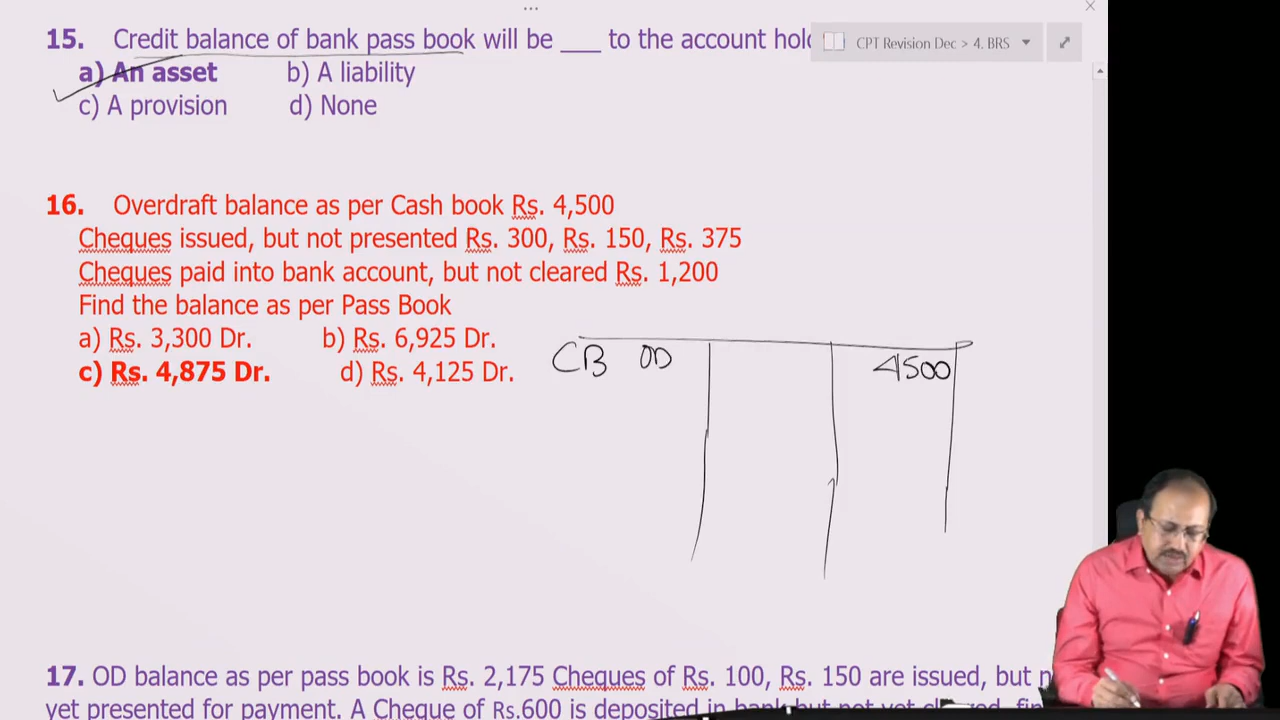 15. Credit balance of bank pass book will be ___ to the account hol
CPT Revision Dec > 4. BRS
a) An asset b) A liability
c) A provision d) None
16. Overdraft balance as per Cash book Rs. 4,500
Cheques issued, but not presented Rs. 300, Rs. 150, Rs. 375
Cheques paid into bank account, but not cleared Rs. 1,200
Find the balance as per Pass Book
a) Rs. 3,300 Dr. b) Rs. 6,925 Dr.
c) Rs. 4,875 Dr. d) Rs. 4,125 Dr.
CB OD 4500
17. OD balance as per pass book is Rs. 2,175 Cheques of Rs. 100, Rs. 150 are issued, but n
yet presented for payment. A Cheque of Rs.600 is deposited in bank but not yet